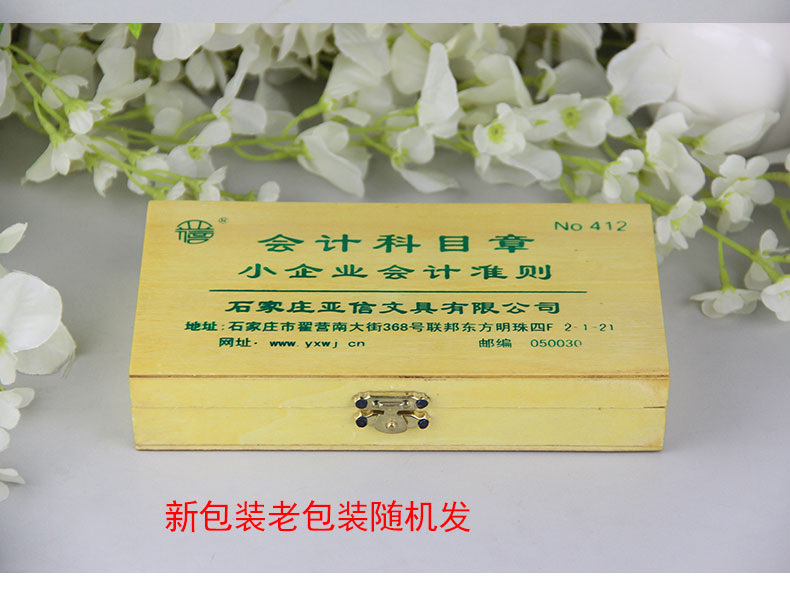 ® No 412
会计科目章
小企业会计准则
石家庄亚信文具有限公司
地址:石家庄市翟营南大街368号联邦东方明珠四F 2-1-21
网址: www.yxwj.cn 邮编 050030
新包装老包装随机发